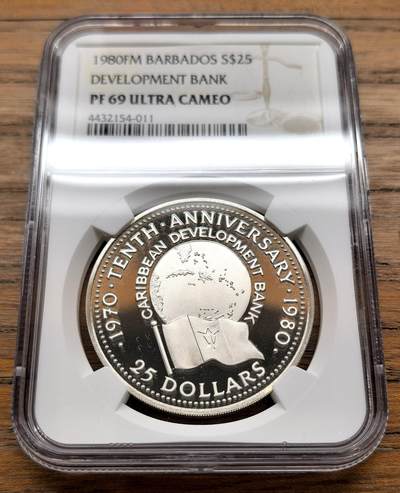 1980FM BARBADOS S$25
DEVELOPMENT BANK
PF 69 ULTRA CAMEO
4432154-011
1970 · TENTH · ANNIVERSARY · 1980
CARIBBEAN DEVELOPMENT BANK
25 DOLLARS